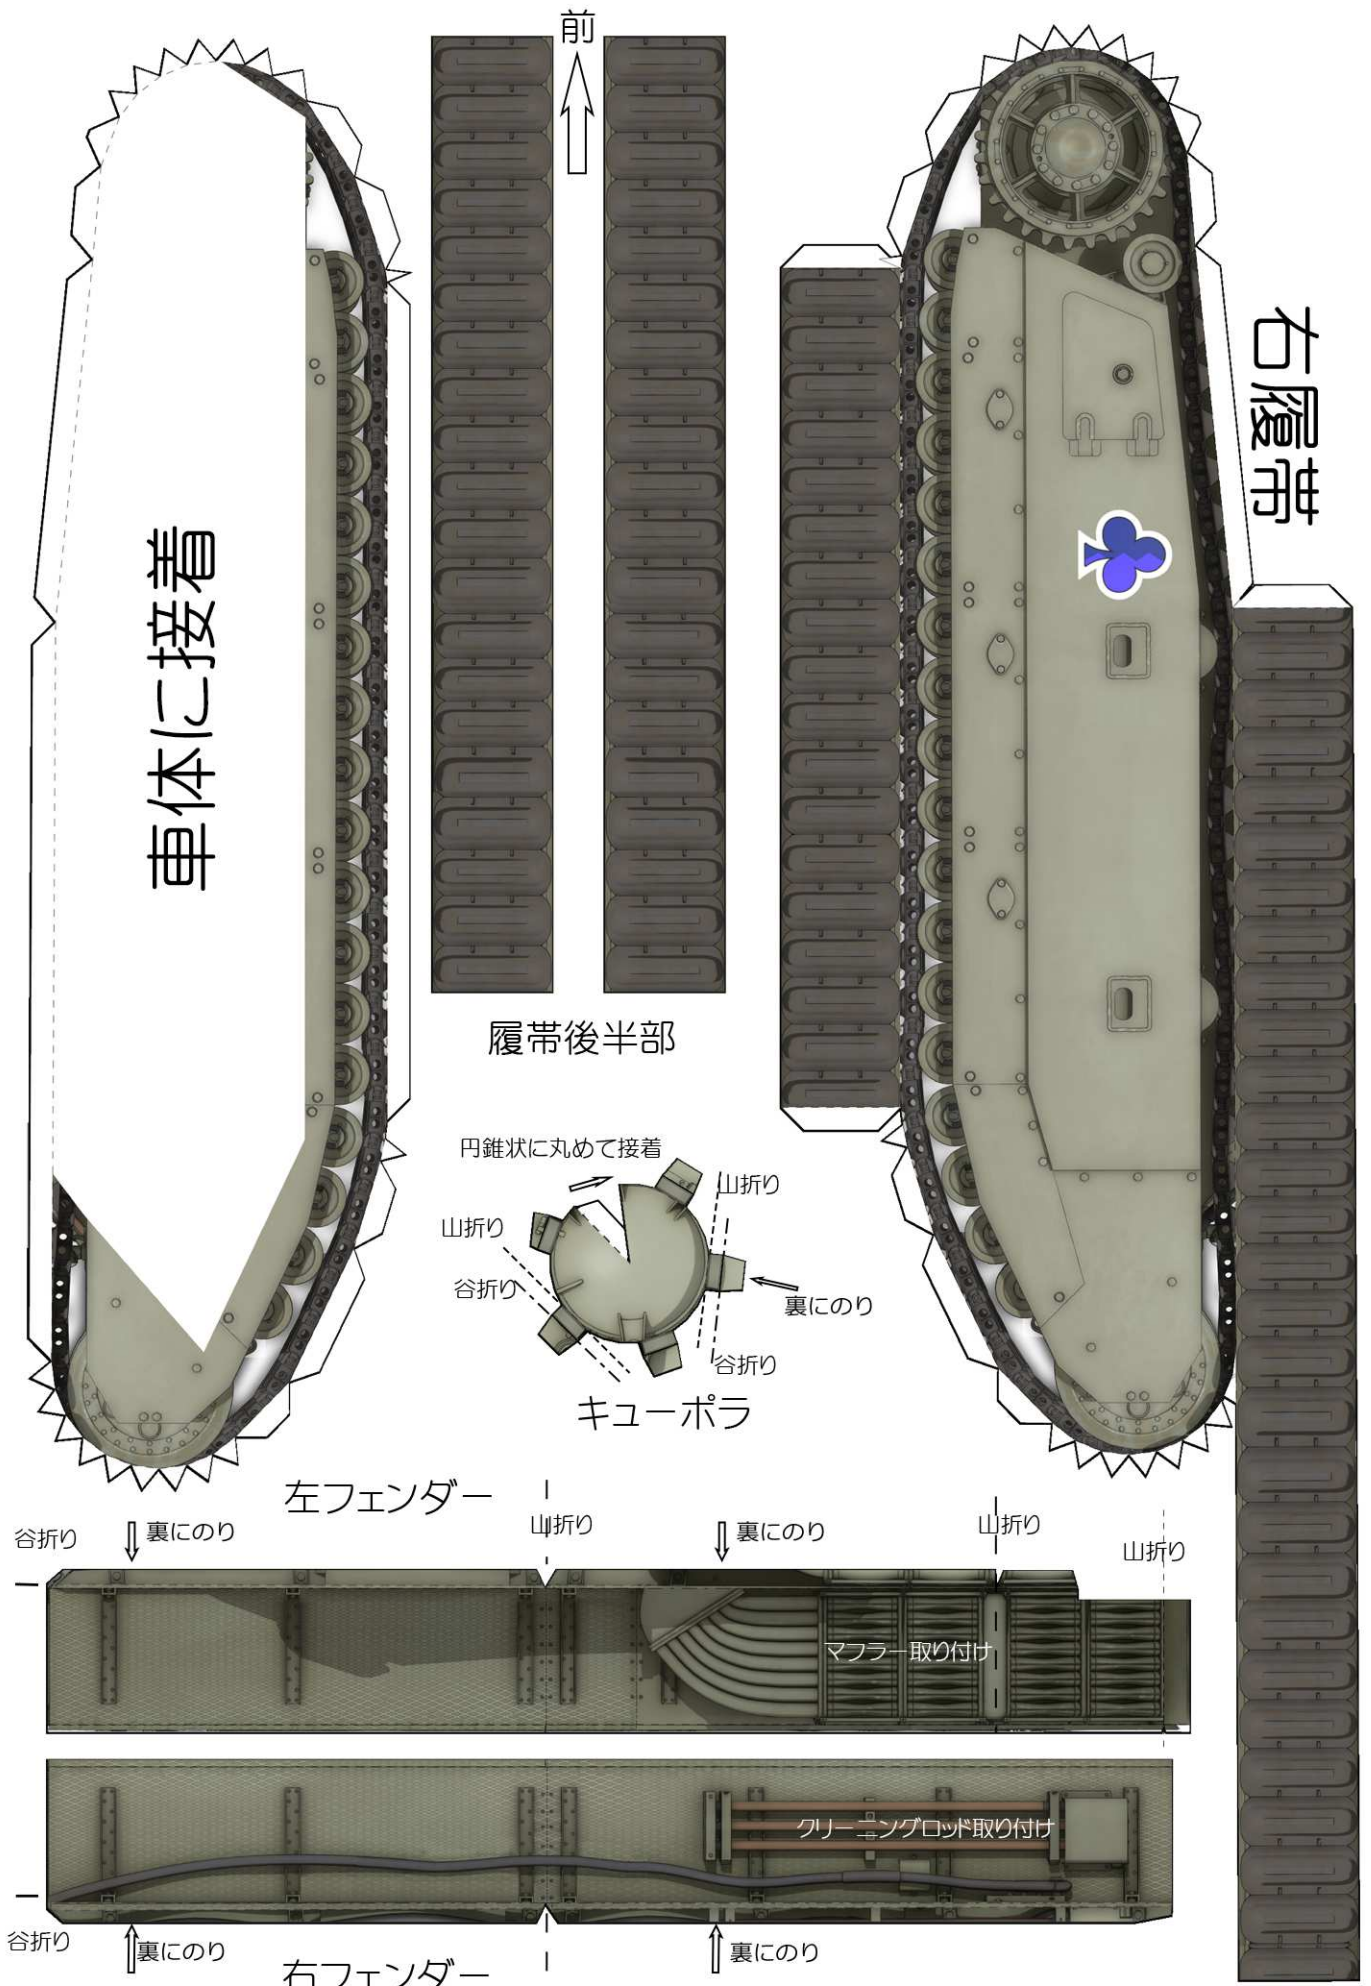 前
右履帯
車体に接着
履帯後半部
円錐状に丸めて接着
山折り
山折り
谷折り
裏にのり
谷折り
キューポラ
左フェンダー
谷折り
裏にのり
山折り
裏にのり
山折り
山折り
マフラー取り付け
クリーニングロッド取り付け
谷折り
裏にのり
裏にのり
右フェンダー